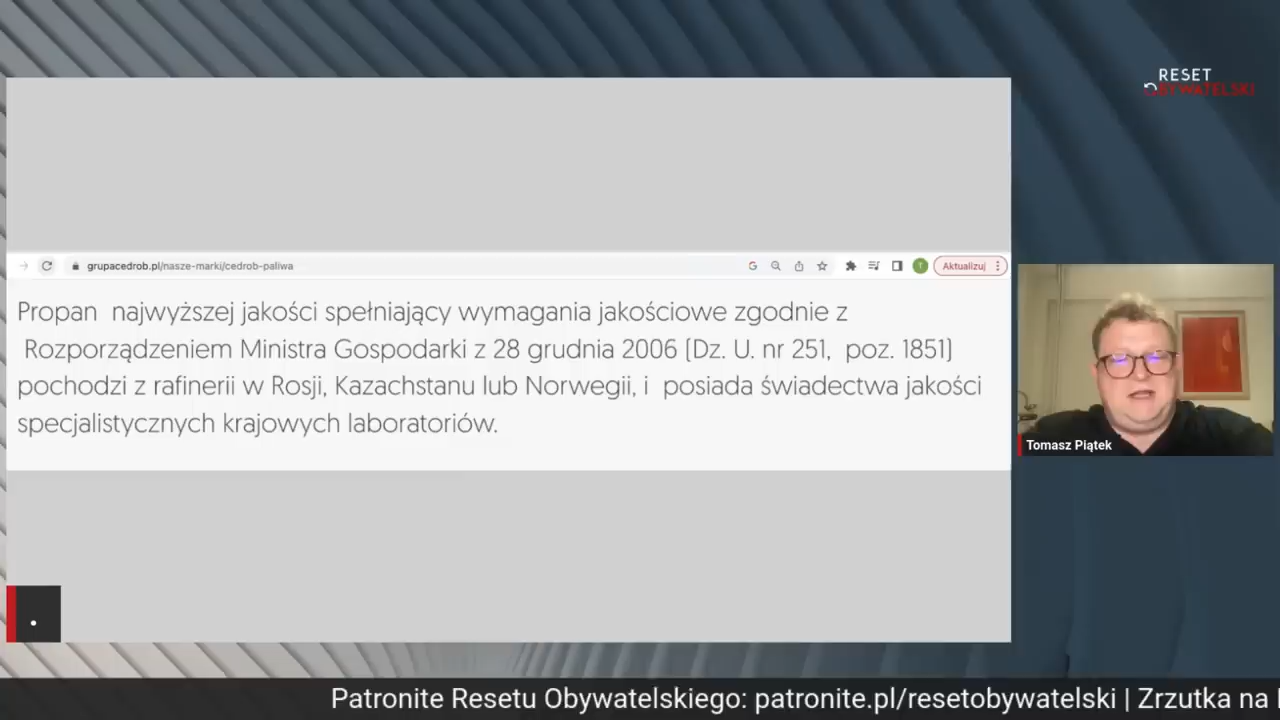 RESET
OBYWATELSKI
grupacedrob.pl/nasze-marki/cedrob-paliwa
Aktualizuj
Propan najwyższej jakości spełniający wymagania jakościowe zgodnie z
Rozporządzeniem Ministra Gospodarki z 28 grudnia 2006 (Dz. U. nr 251, poz. 1851)
pochodzi z rafinerii w Rosji, Kazachstanu lub Norwegii, i posiada świadectwa jakości
specjalistycznych krajowych laboratoriów.
Tomasz Piątek
.
Patronite Resetu Obywatelskiego: patronite.pl/resetobywatelski | Zrzutka na